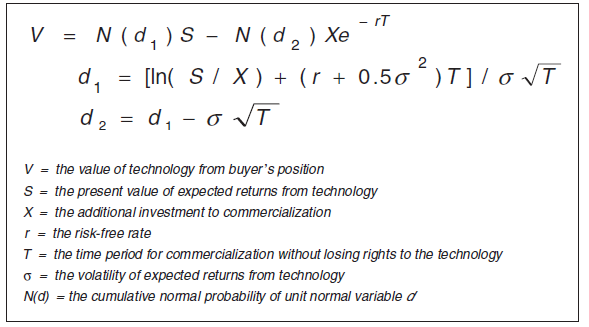 V = N ( d₁ ) S − N ( d₂ ) Xe⁻ʳᵀ
d₁ = [ln( S / X ) + (r + 0.5σ²)T ] / σ √T
d₂ = d₁ − σ √T
V = the value of technology from buyer's position
S = the present value of expected returns from technology
X = the additional investment to commercialization
r = the risk-free rate
T = the time period for commercialization without losing rights to the technology
σ = the volatility of expected returns from technology
N(d) = the cumulative normal probability of unit normal variable d